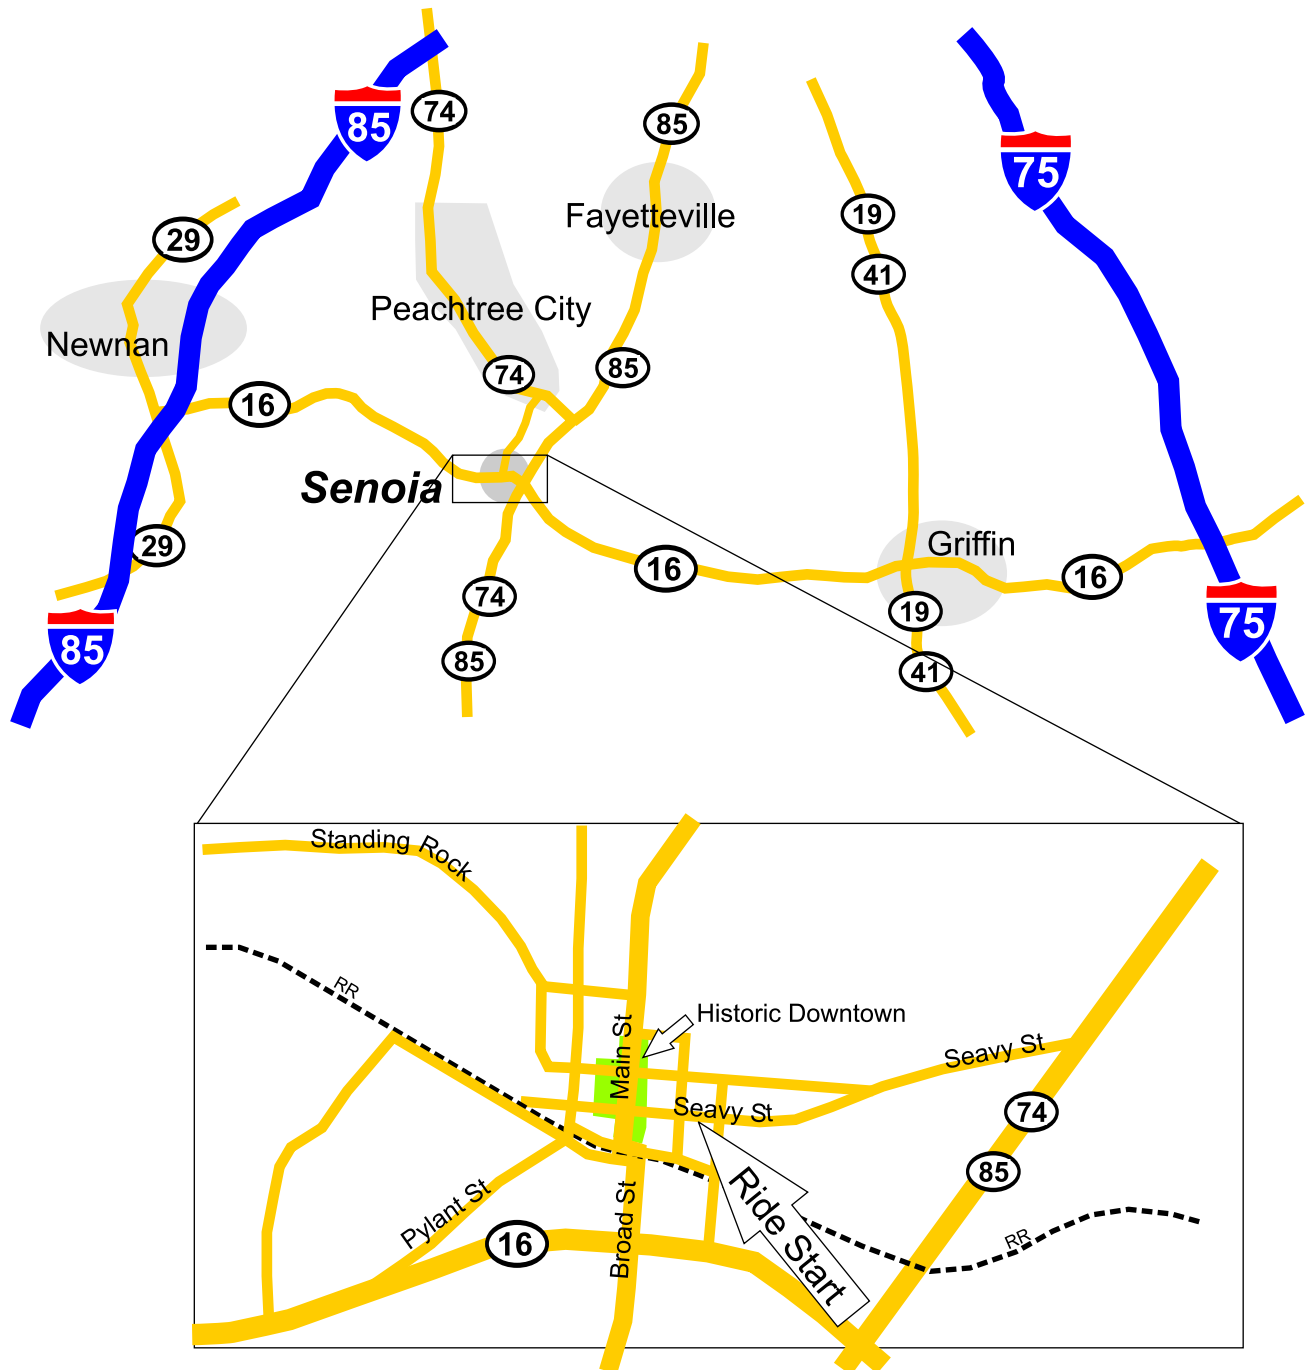 85
74
85
75
29
19
41
Fayetteville
Peachtree City
Newnan
74
85
16
Senoia
29
16
Griffin
16
74
19
75
85
85
41
Standing Rock
RR
Historic Downtown
Main St
Seavy St
Seavy St
74
85
Ride Start
Pylant St
Broad St
16
RR